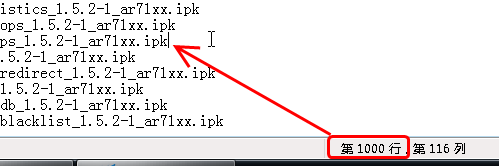 istics_1.5.2-1_ar71xx.ipk
ops_1.5.2-1_ar71xx.ipk
ps_1.5.2-1_ar71xx.ipk
.5.2-1_ar71xx.ipk
redirect_1.5.2-1_ar71xx.ipk
1.5.2-1_ar71xx.ipk
db_1.5.2-1_ar71xx.ipk
blacklist_1.5.2-1_ar71xx.ipk
第 1000 行，第 116 列